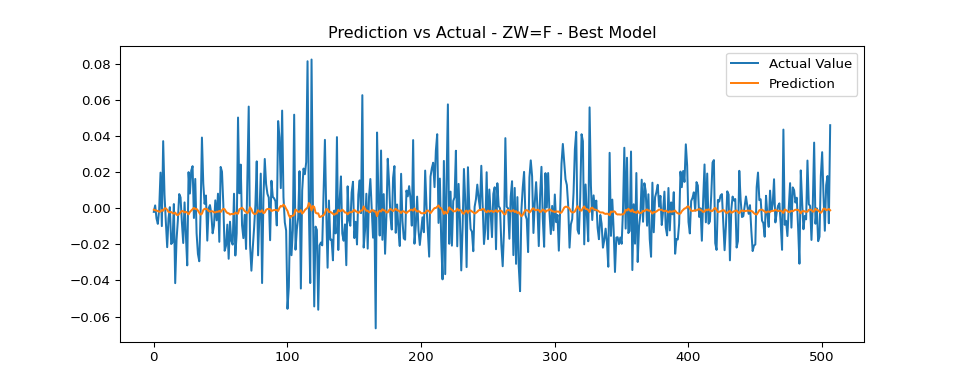 Prediction vs Actual - ZW=F - Best Model
Actual Value
Prediction
0.08
0.06
0.04
0.02
0.00
−0.02
−0.04
−0.06
0 100 200 300 400 500